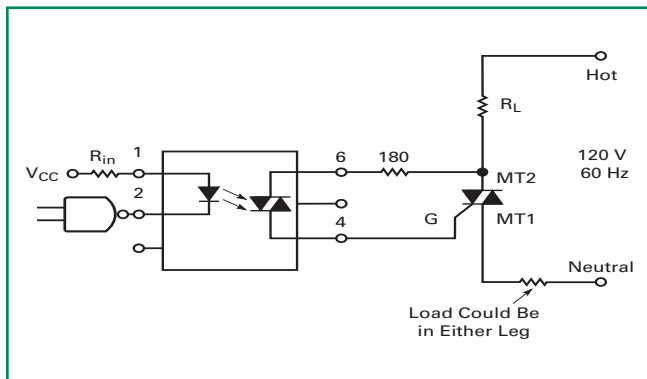 Hot
R_L
120 V
60 Hz
R_in
1
V_CC
2
6
180
MT2
4
G
MT1
Neutral
Load Could Be
in Either Leg